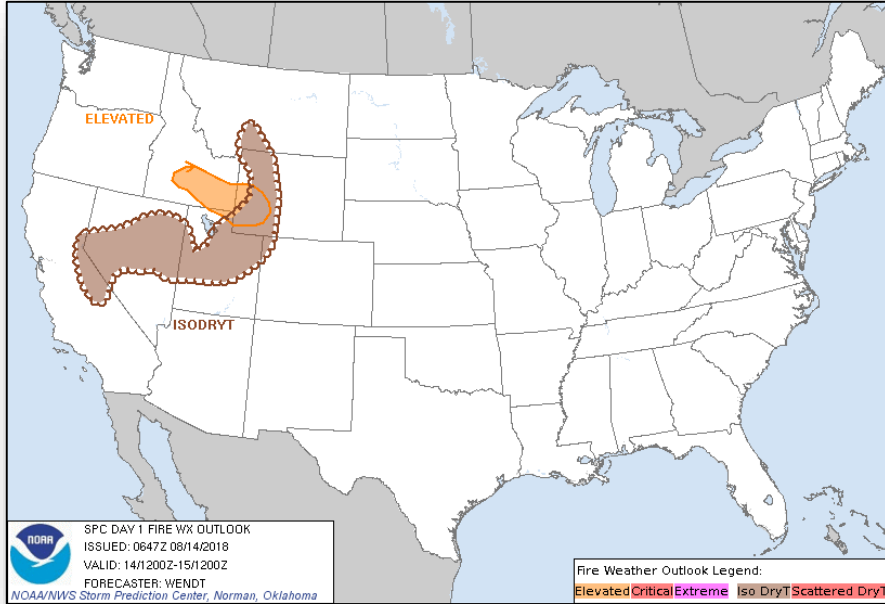 ELEVATED
ISODRYT
NOAA
SPC DAY 1 FIRE WX OUTLOOK
ISSUED: 0647Z 08/14/2018
VALID: 14/1200Z-15/1200Z
FORECASTER: WENDT
NOAA/NWS Storm Prediction Center, Norman, Oklahoma
Fire Weather Outlook Legend:
Elevated Critical Extreme Iso DryT Scattered DryT